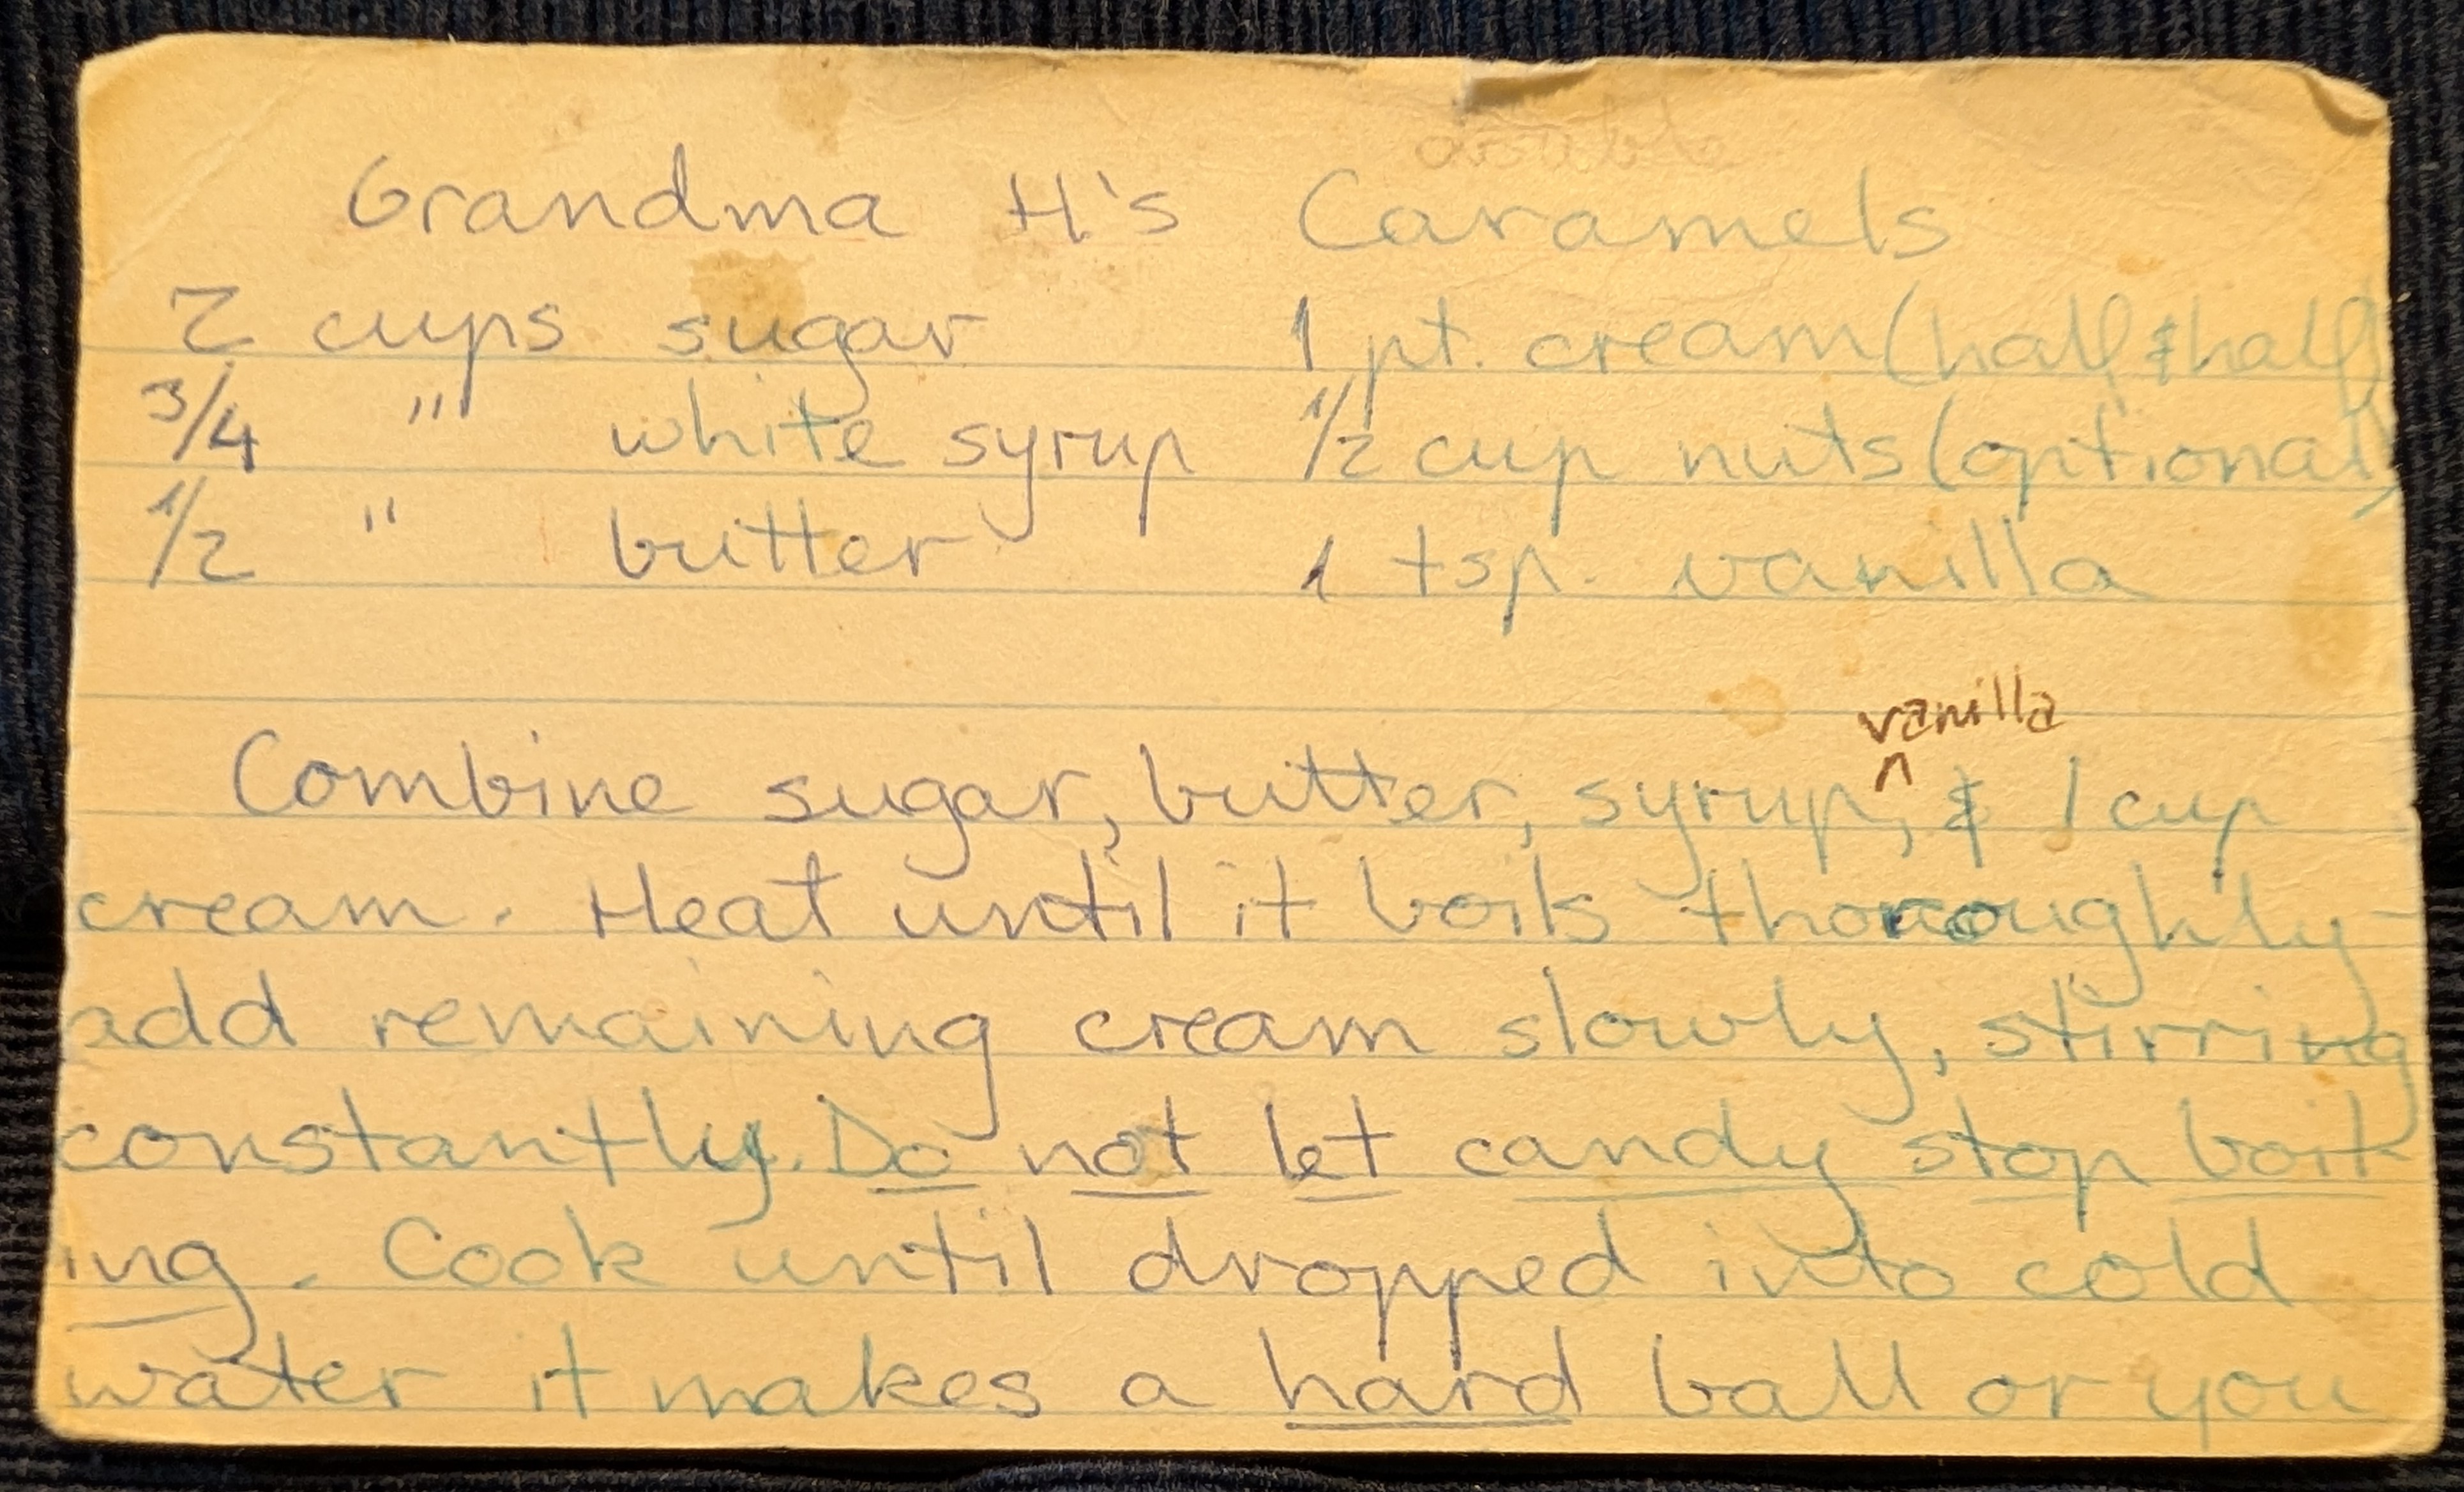 Grandma H's Caramels
2 cups sugar 1 pt. cream (half & half)
3/4 " white syrup 1/2 cup nuts (optional)
1/2 " butter 1 tsp. vanilla
vanilla
Combine sugar, butter, syrup, ^ & 1 cup
cream. Heat until it boils thoroughly-
add remaining cream slowly, stirring
constantly. Do not let candy stop boil-
ing. Cook until dropped into cold
water it makes a hard ball or you